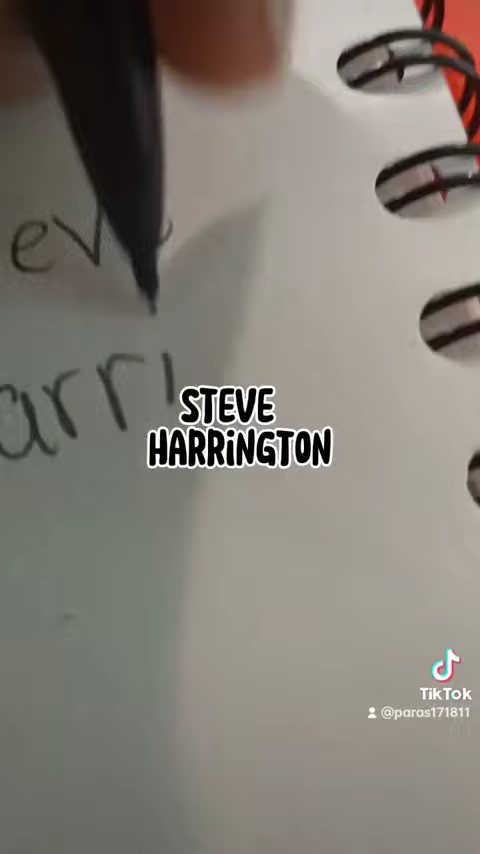 eve
arri
STEVE
HARRiNGTON
TikTok
@paras171811